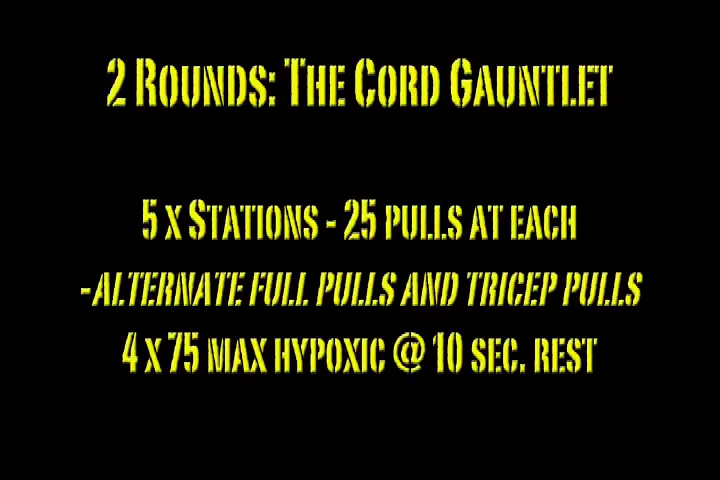 2 Rounds: The Cord Gauntlet
5 x Stations - 25 pulls at each
-alternate full pulls and tricep pulls
4 x 75 max hypoxic @ 10 sec. rest